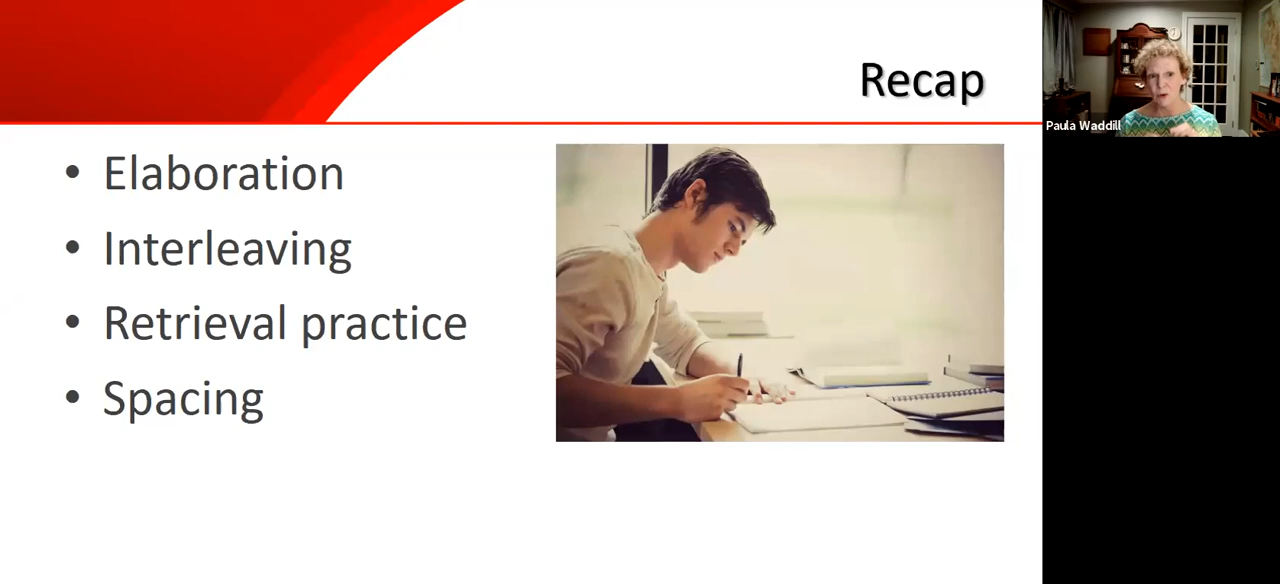 Recap
Paula Waddill
• Elaboration
• Interleaving
• Retrieval practice
• Spacing